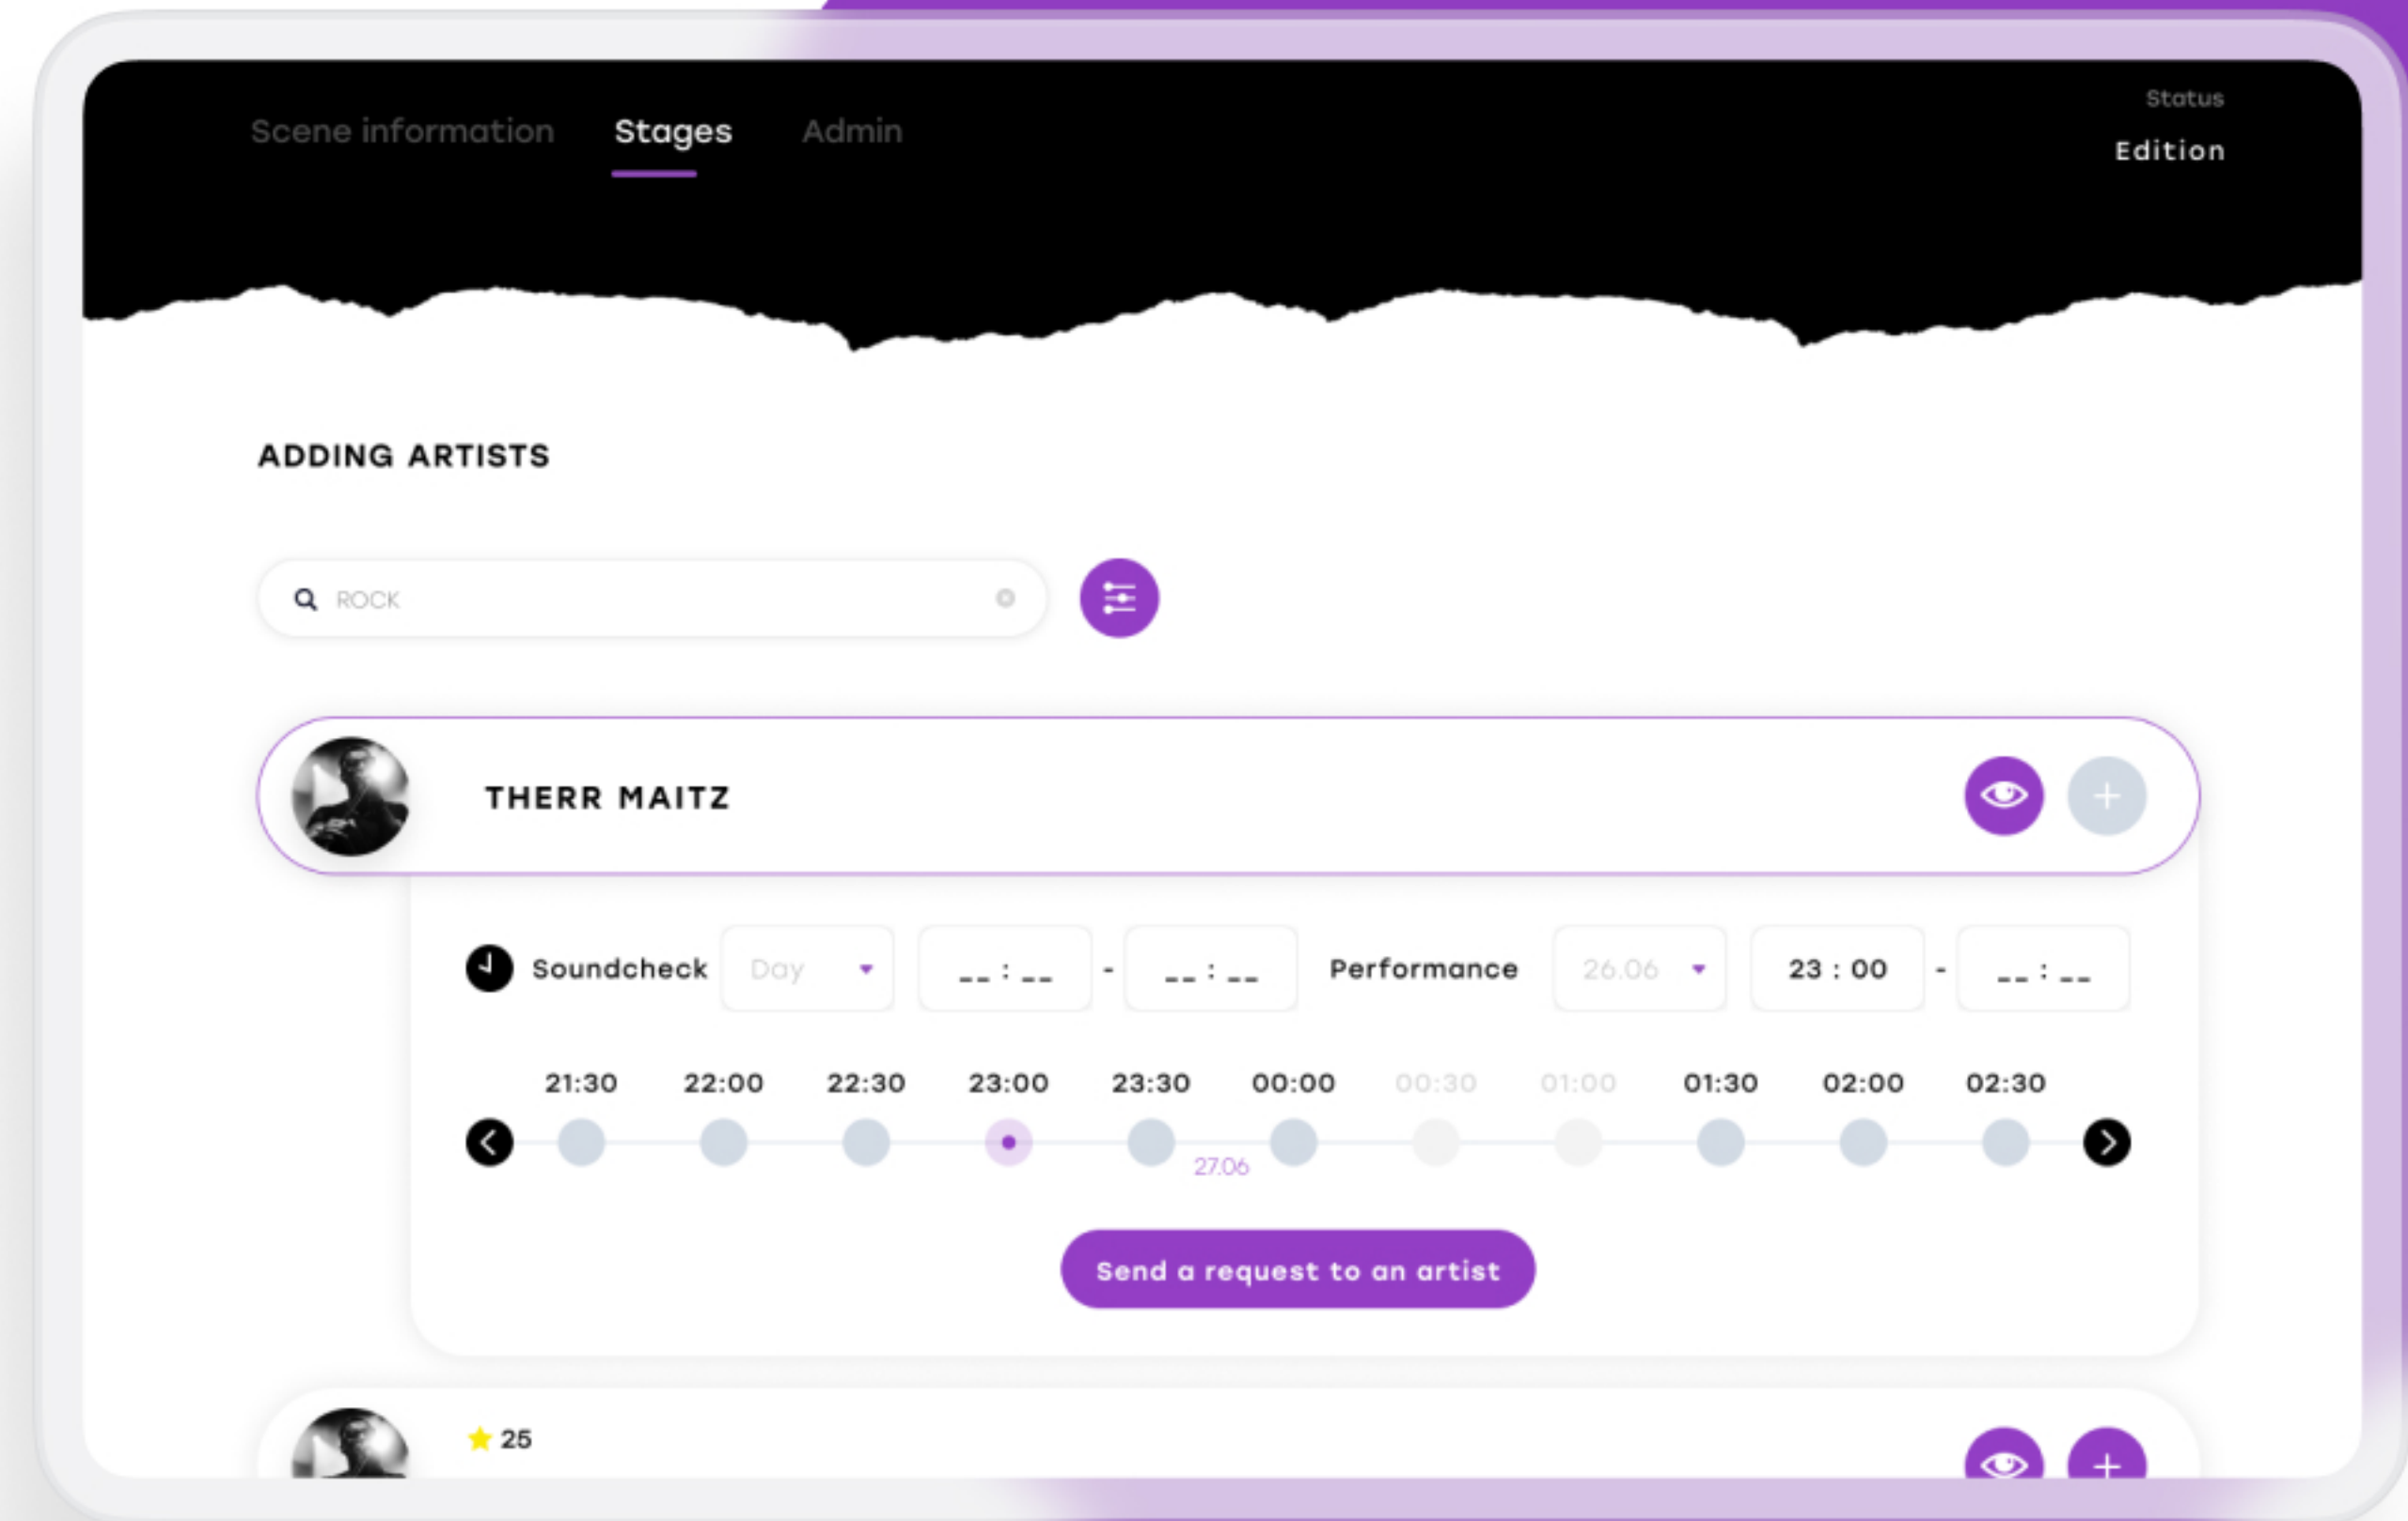 Scene information Stages Admin
Status
Edition
ADDING ARTISTS
ROCK
THERR MAITZ
Soundcheck Day __ : __ - __ : __ Performance 26.06 23 : 00 - __ : __
21:30 22:00 22:30 23:00 23:30 00:00 00:30 01:00 01:30 02:00 02:30
27.06
Send a request to an artist
25